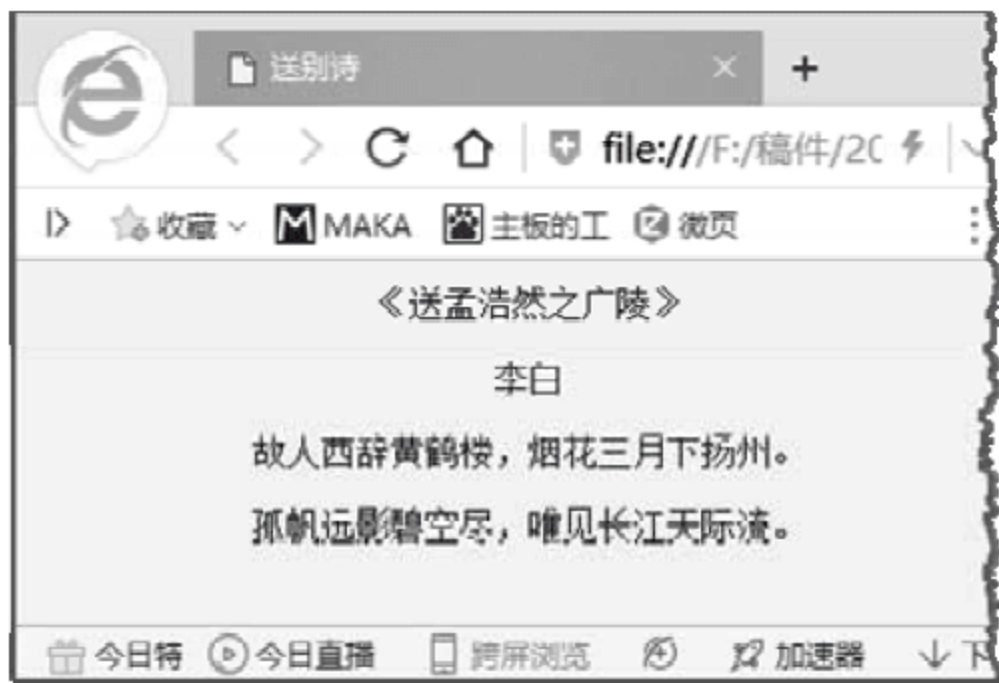 送别诗
file:///F:/稿件/20
收藏 MAKA 主板的工 微页
《送孟浩然之广陵》
李白
故人西辞黄鹤楼，烟花三月下扬州。
孤帆远影碧空尽，唯见长江天际流。
今日特 今日直播 跨屏浏览 加速器 下